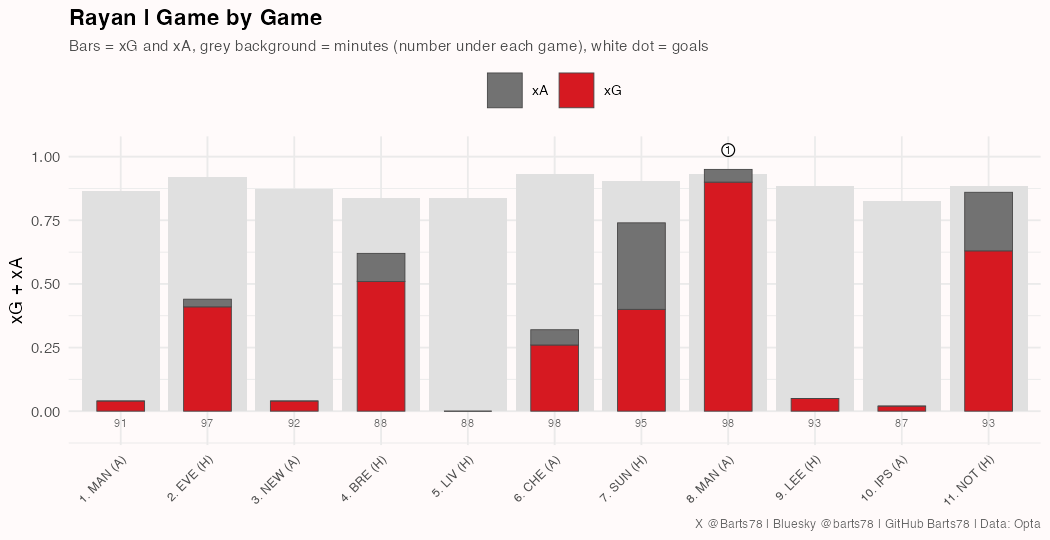 Rayan | Game by Game
Bars = xG and xA, grey background = minutes (number under each game), white dot = goals
xA xG
xG + xA
1.00
0.75
0.50
0.25
0.00
1
91 97 92 88 88 98 95 98 93 87 93
1. MAN (A) 2. EVE (H) 3. NEW (A) 4. BRE (H) 5. LIV (H) 6. CHE (A) 7. SUN (H) 8. MAN (A) 9. LEE (H) 10. IPS (A) 11. NOT (H)
X @Barts78 | Bluesky @barts78 | GitHub Barts78 | Data: Opta